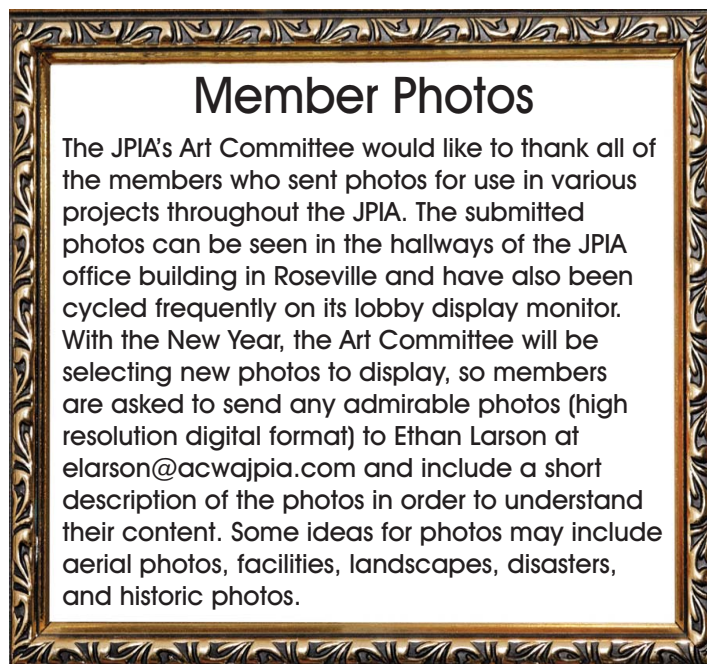 Member Photos
The JPIA’s Art Committee would like to thank all of
the members who sent photos for use in various
projects throughout the JPIA. The submitted
photos can be seen in the hallways of the JPIA
office building in Roseville and have also been
cycled frequently on its lobby display monitor.
With the New Year, the Art Committee will be
selecting new photos to display, so members
are asked to send any admirable photos (high
resolution digital format) to Ethan Larson at
elarson@acwajpia.com and include a short
description of the photos in order to understand
their content. Some ideas for photos may include
aerial photos, facilities, landscapes, disasters,
and historic photos.